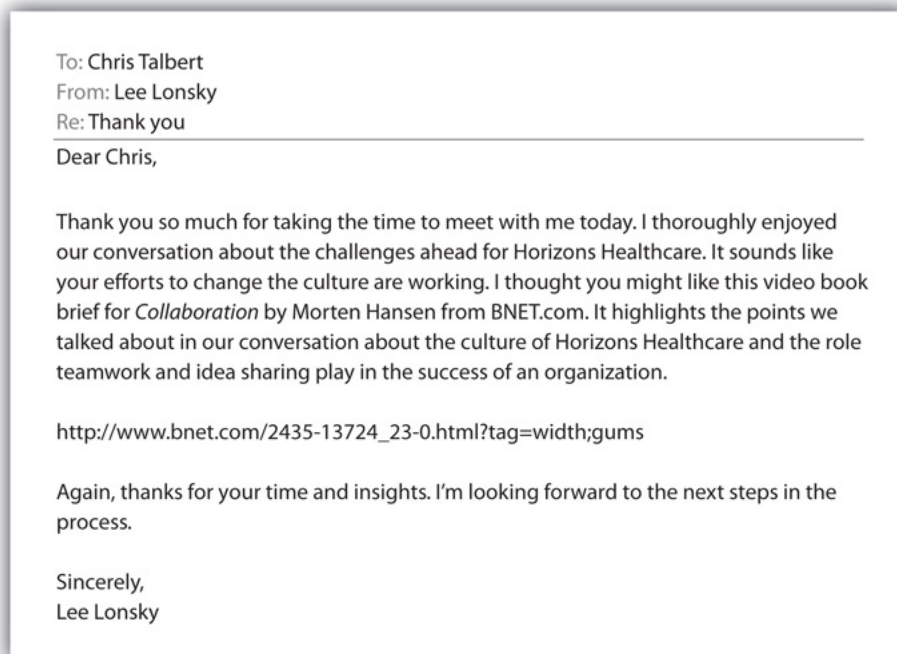 To: Chris Talbert
From: Lee Lonsky
Re: Thank you
Dear Chris,
Thank you so much for taking the time to meet with me today. I thoroughly enjoyed
our conversation about the challenges ahead for Horizons Healthcare. It sounds like
your efforts to change the culture are working. I thought you might like this video book
brief for Collaboration by Morten Hansen from BNET.com. It highlights the points we
talked about in our conversation about the culture of Horizons Healthcare and the role
teamwork and idea sharing play in the success of an organization.
http://www.bnet.com/2435-13724_23-0.html?tag=width;gums
Again, thanks for your time and insights. I’m looking forward to the next steps in the
process.
Sincerely,
Lee Lonsky